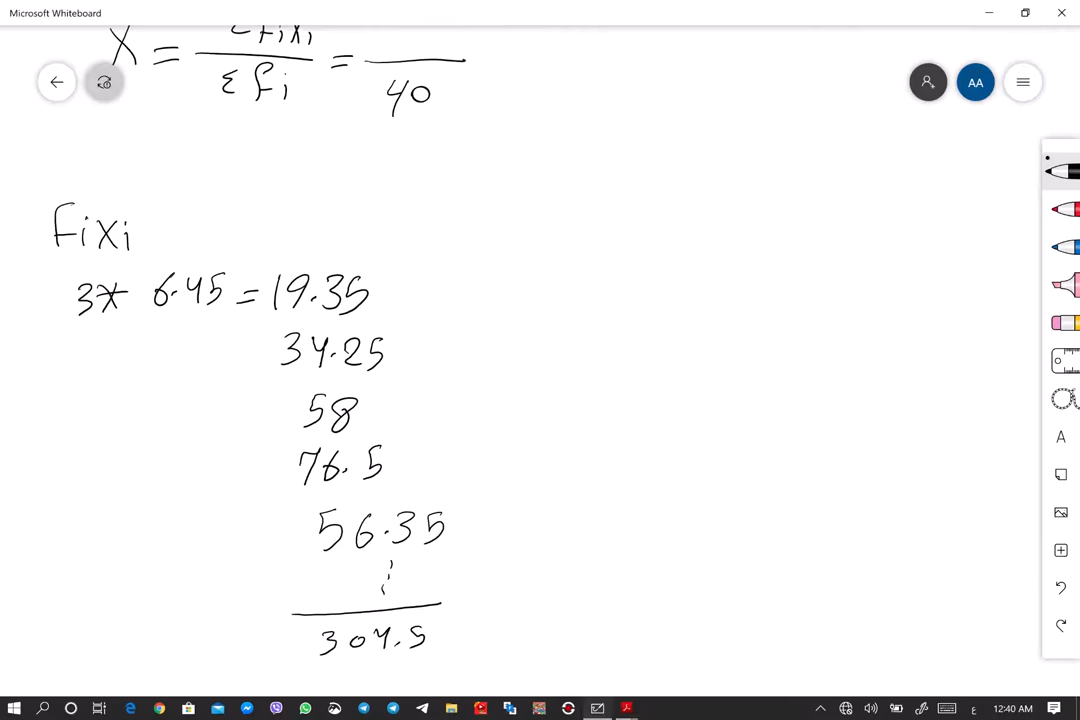 Microsoft Whiteboard
X = Σfixi / Σfi = / 40
AA
fixi
3* 6.45 = 19.35
34.25
58
76.5
56.35
304.5
A
12:40 AM
ع